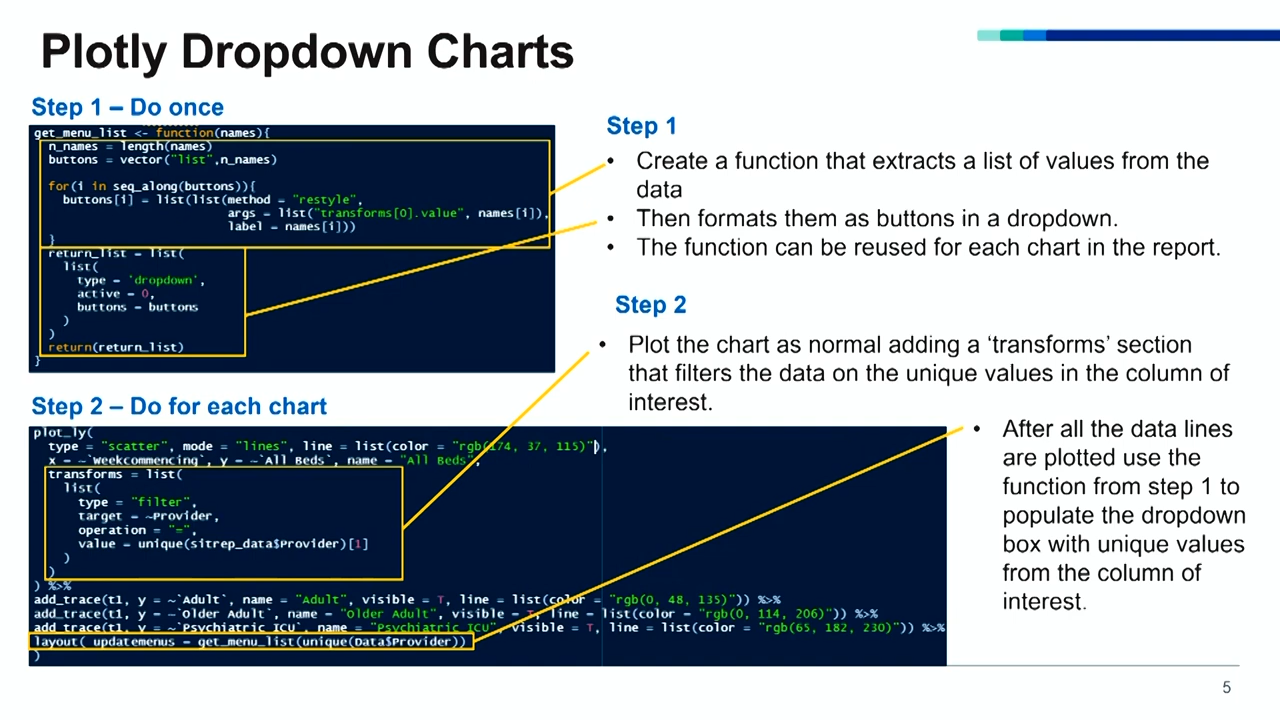 Plotly Dropdown Charts
Step 1 – Do once
get_menu_list <- function(names){
n_names = length(names)
buttons = vector("list",n_names)
for(i in seq_along(buttons)){
buttons[i] = list(list(method = "restyle",
args = list("transforms[0].value", names[i]),
label = names[i]))
}
return_list = list(
list(
type = 'dropdown',
active = 0,
buttons = buttons
)
)
return(return_list)
}
Step 1
• Create a function that extracts a list of values from the
data
• Then formats them as buttons in a dropdown.
• The function can be reused for each chart in the report.
Step 2
• Plot the chart as normal adding a ‘transforms’ section
that filters the data on the unique values in the column of
interest.
Step 2 – Do for each chart
plot_ly(
type = "scatter", mode = "lines", line = list(color = "rgb(174, 37, 115)"),
x = ~`Weekcommencing`, y = ~`All Beds`, name = "All Beds",
transforms = list(
list(
type = "filter",
target = ~Provider,
operation = "=",
value = unique(sitrep_data$Provider)[1]
)
)
) %>%
add_trace(t1, y = ~`Adult`, name = "Adult", visible = T, line = list(color = "rgb(0, 48, 135)")) %>%
add_trace(t1, y = ~`Older Adult`, name = "Older Adult", visible = T, line = list(color = "rgb(0, 114, 206)")) %>%
add_trace(t1, y = ~`Psychiatric ICU`, name = "Psychiatric ICU", visible = T, line = list(color = "rgb(65, 182, 230)")) %>%
layout( updatemenus = get_menu_list(unique(Data$Provider))
)
• After all the data lines
are plotted use the
function from step 1 to
populate the dropdown
box with unique values
from the column of
interest.
5